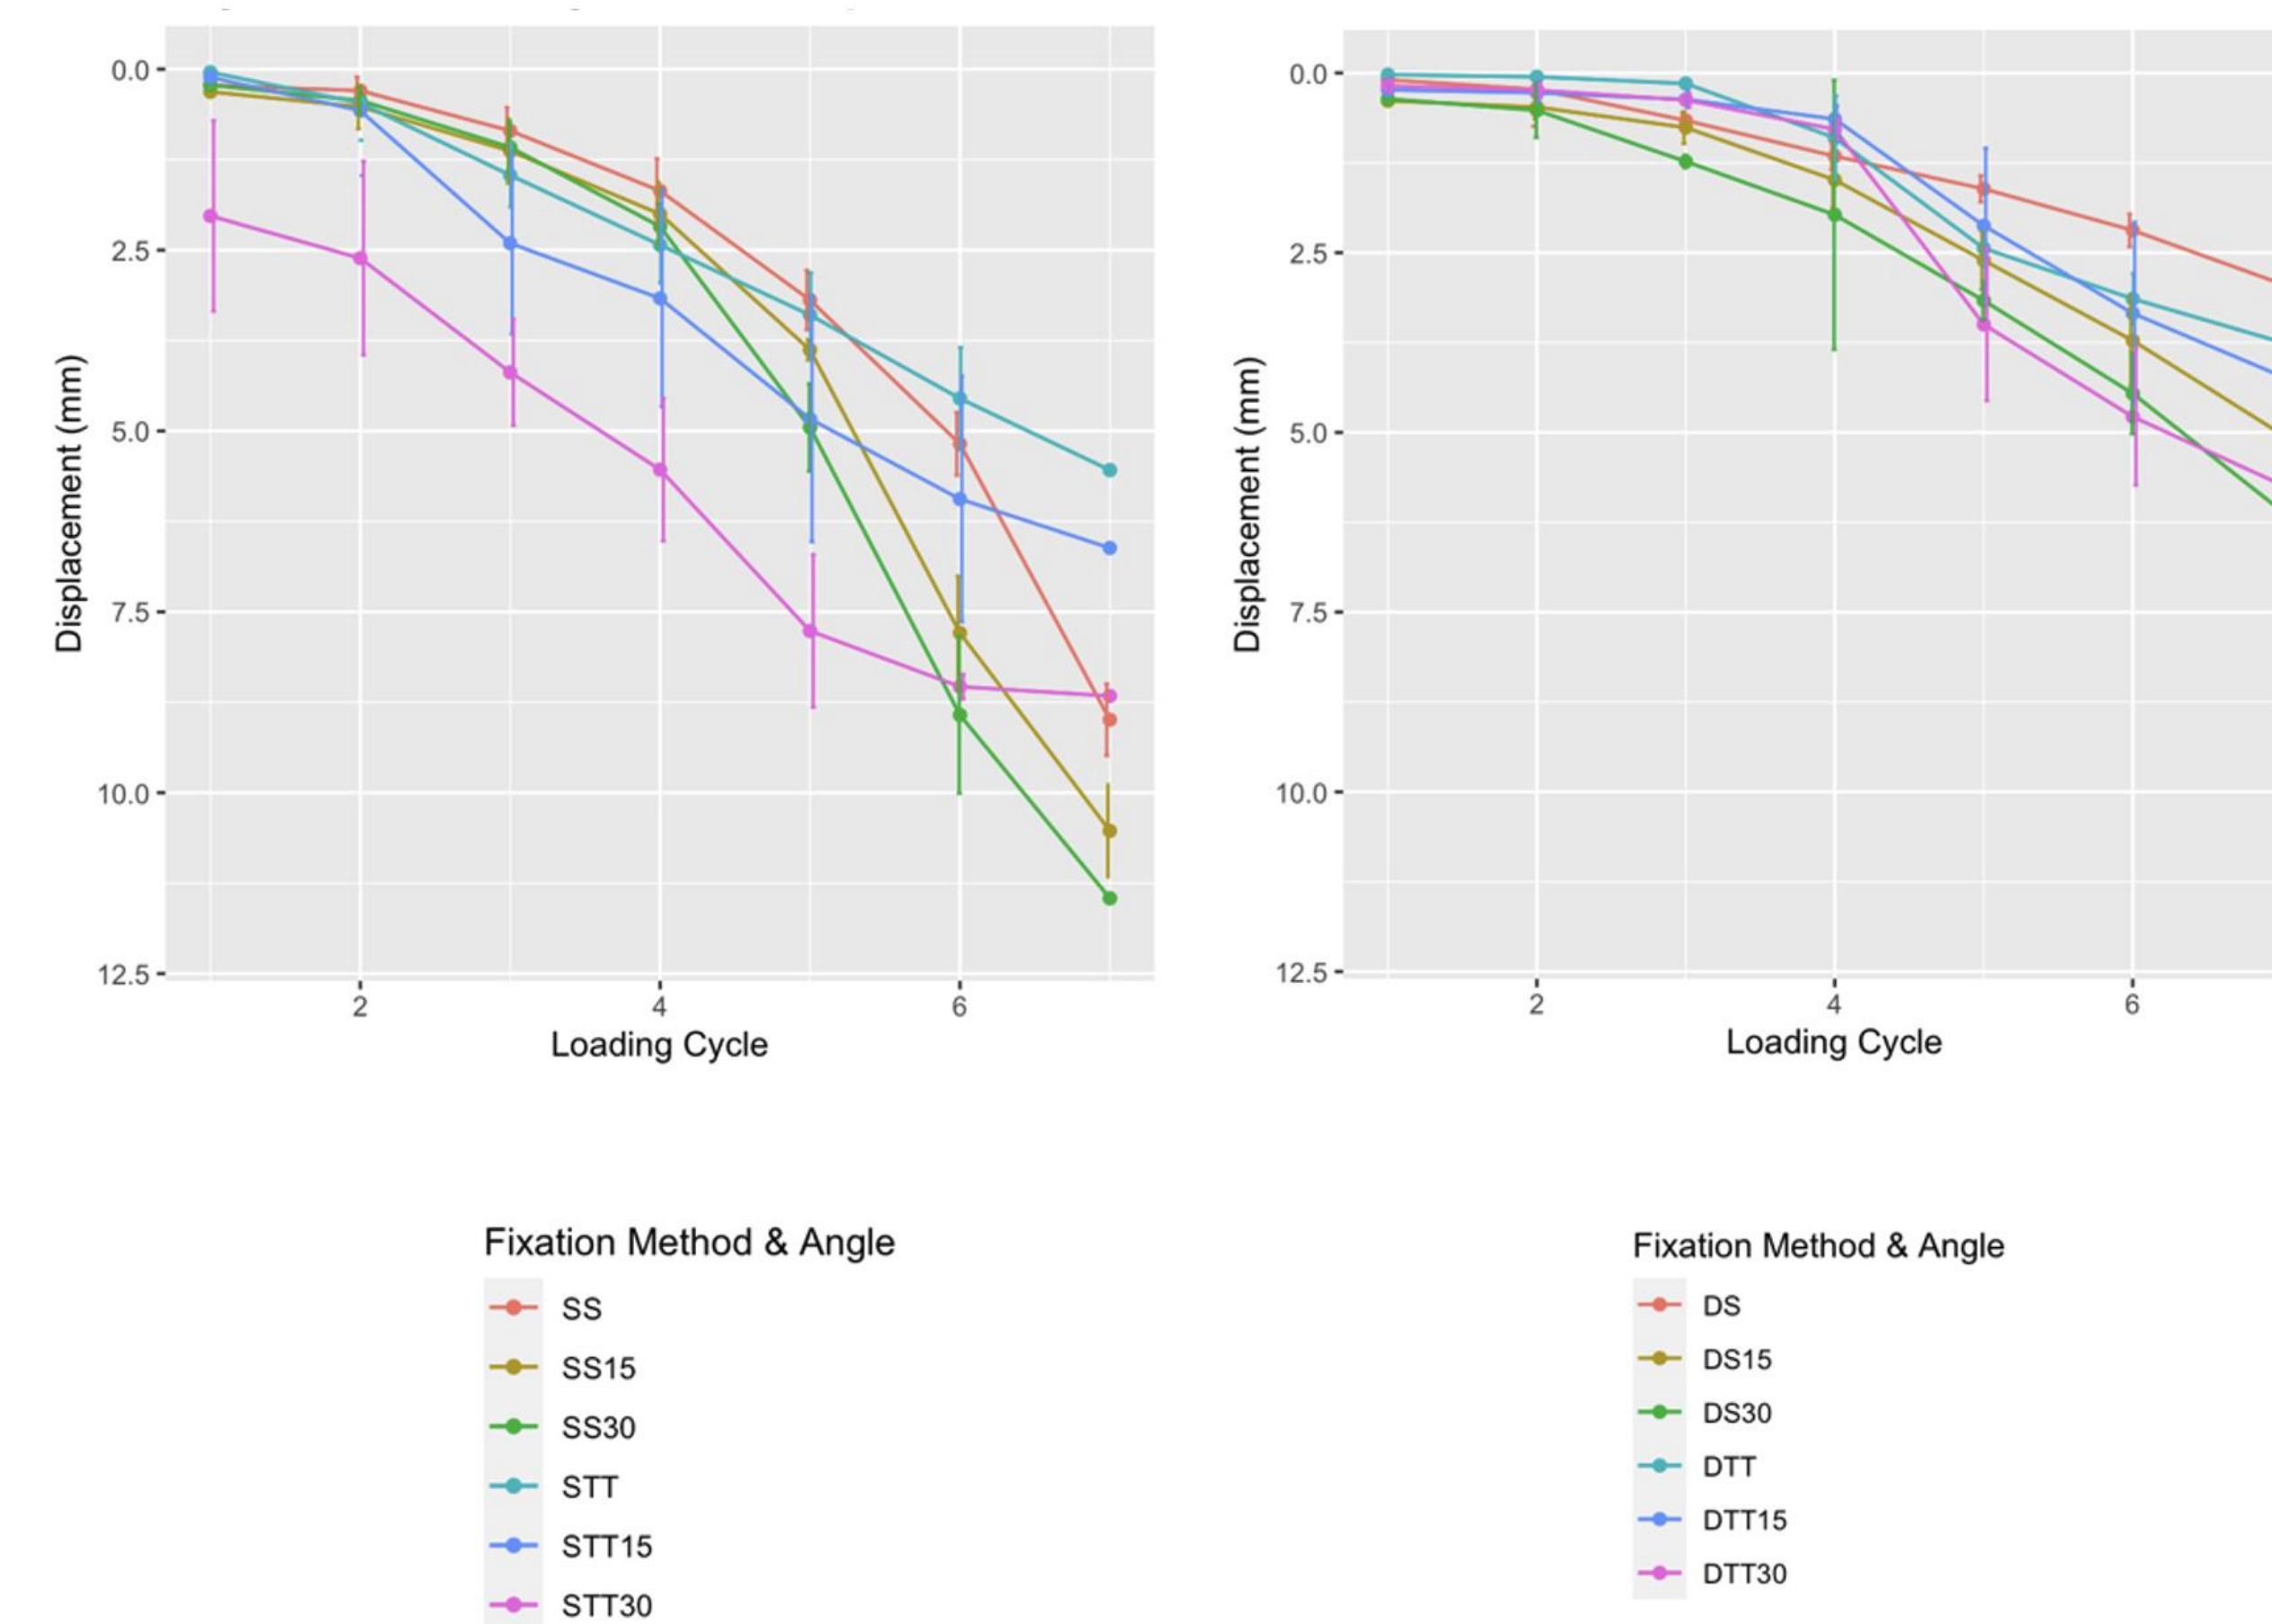 0.0
2.5
5.0
7.5
10.0
12.5
Displacement (mm)
2 4 6
Loading Cycle
Fixation Method & Angle
SS
SS15
SS30
STT
STT15
STT30
0.0
2.5
5.0
7.5
10.0
12.5
Displacement (mm)
2 4 6
Loading Cycle
Fixation Method & Angle
DS
DS15
DS30
DTT
DTT15
DTT30